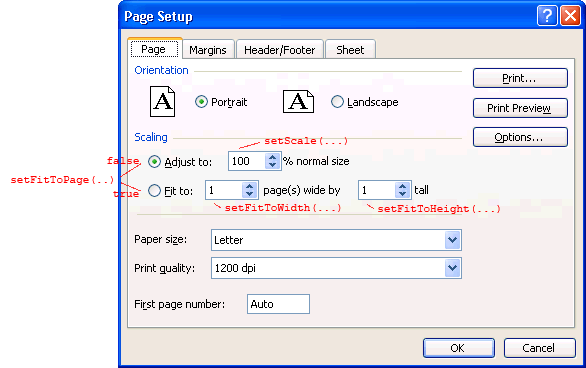 Page Setup
Page Margins Header/Footer Sheet
Orientation
Print...
A Portrait A Landscape
Print Preview
Scaling
Options...
setScale(...)
false Adjust to: 100 % normal size
setFitToPage(..)
true Fit to: 1 page(s) wide by 1 tall
setFitToWidth(...) setFitToHeight(...)
Paper size: Letter
Print quality: 1200 dpi
First page number: Auto
OK Cancel